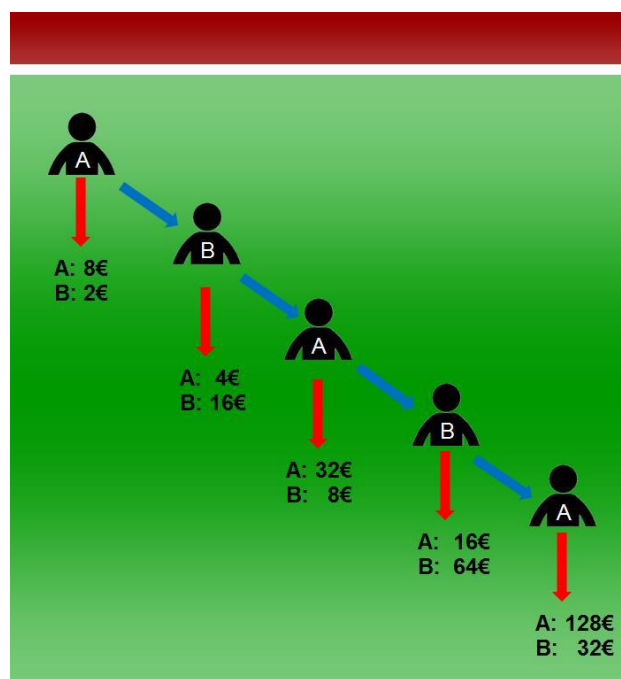 A
A: 8€
B: 2€
B
A: 4€
B: 16€
A
A: 32€
B: 8€
B
A: 16€
B: 64€
A
A: 128€
B: 32€